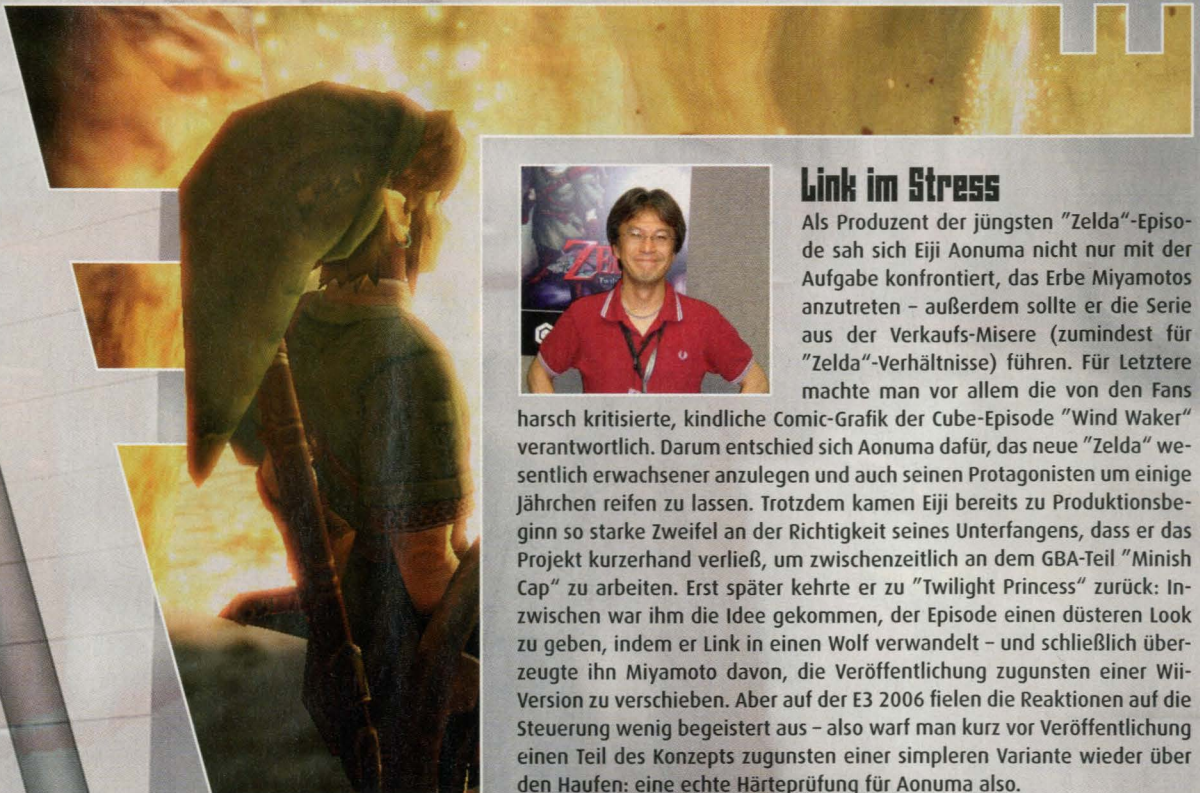 Link im Stress
Als Produzent der jüngsten "Zelda“-Episo-
de sah sich Eiji Aonuma nicht nur mit der
Aufgabe konfrontiert, das Erbe Miyamotos
anzutreten – außerdem sollte er die Serie
aus der Verkaufs-Misere (zumindest für
"Zelda“-Verhältnisse) führen. Für Letztere
machte man vor allem die von den Fans
harsch kritisierte, kindliche Comic-Grafik der Cube-Episode "Wind Waker“
verantwortlich. Darum entschied sich Aonuma dafür, das neue "Zelda“ we-
sentlich erwachsener anzulegen und auch seinen Protagonisten um einige
Jährchen reifen zu lassen. Trotzdem kamen Eiji bereits zu Produktionsbe-
ginn so starke Zweifel an der Richtigkeit seines Unterfangens, dass er das
Projekt kurzerhand verließ, um zwischenzeitlich an dem GBA-Teil "Minish
Cap“ zu arbeiten. Erst später kehrte er zu "Twilight Princess“ zurück: In-
zwischen war ihm die Idee gekommen, der Episode einen düsteren Look
zu geben, indem er Link in einen Wolf verwandelt – und schließlich über-
zeugte ihn Miyamoto davon, die Veröffentlichung zugunsten einer Wii-
Version zu verschieben. Aber auf der E3 2006 fielen die Reaktionen auf die
Steuerung wenig begeistert aus – also warf man kurz vor Veröffentlichung
einen Teil des Konzepts zugunsten einer simpleren Variante wieder über
den Haufen: eine echte Härteprüfung für Aonuma also.